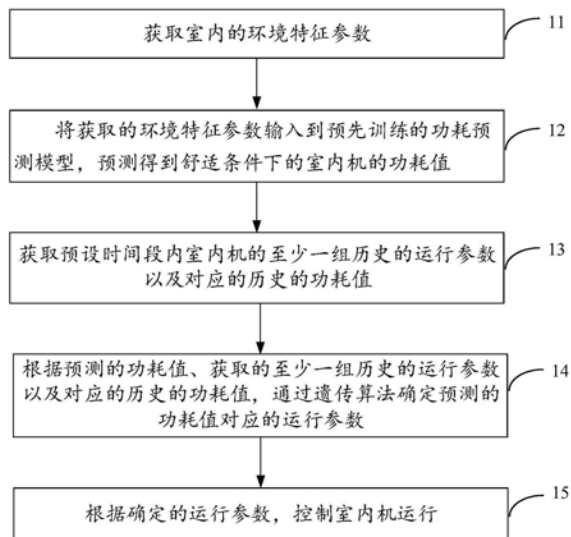 获取室内的环境特征参数
11
将获取的环境特征参数输入到预先训练的功耗预
测模型，预测得到舒适条件下的室内机的功耗值
12
获取预设时间段内室内机的至少一组历史的运行参数
以及对应的历史的功耗值
13
根据预测的功耗值、获取的至少一组历史的运行参数
以及对应的历史的功耗值，通过遗传算法确定预测的
功耗值对应的运行参数
14
根据确定的运行参数，控制室内机运行
15